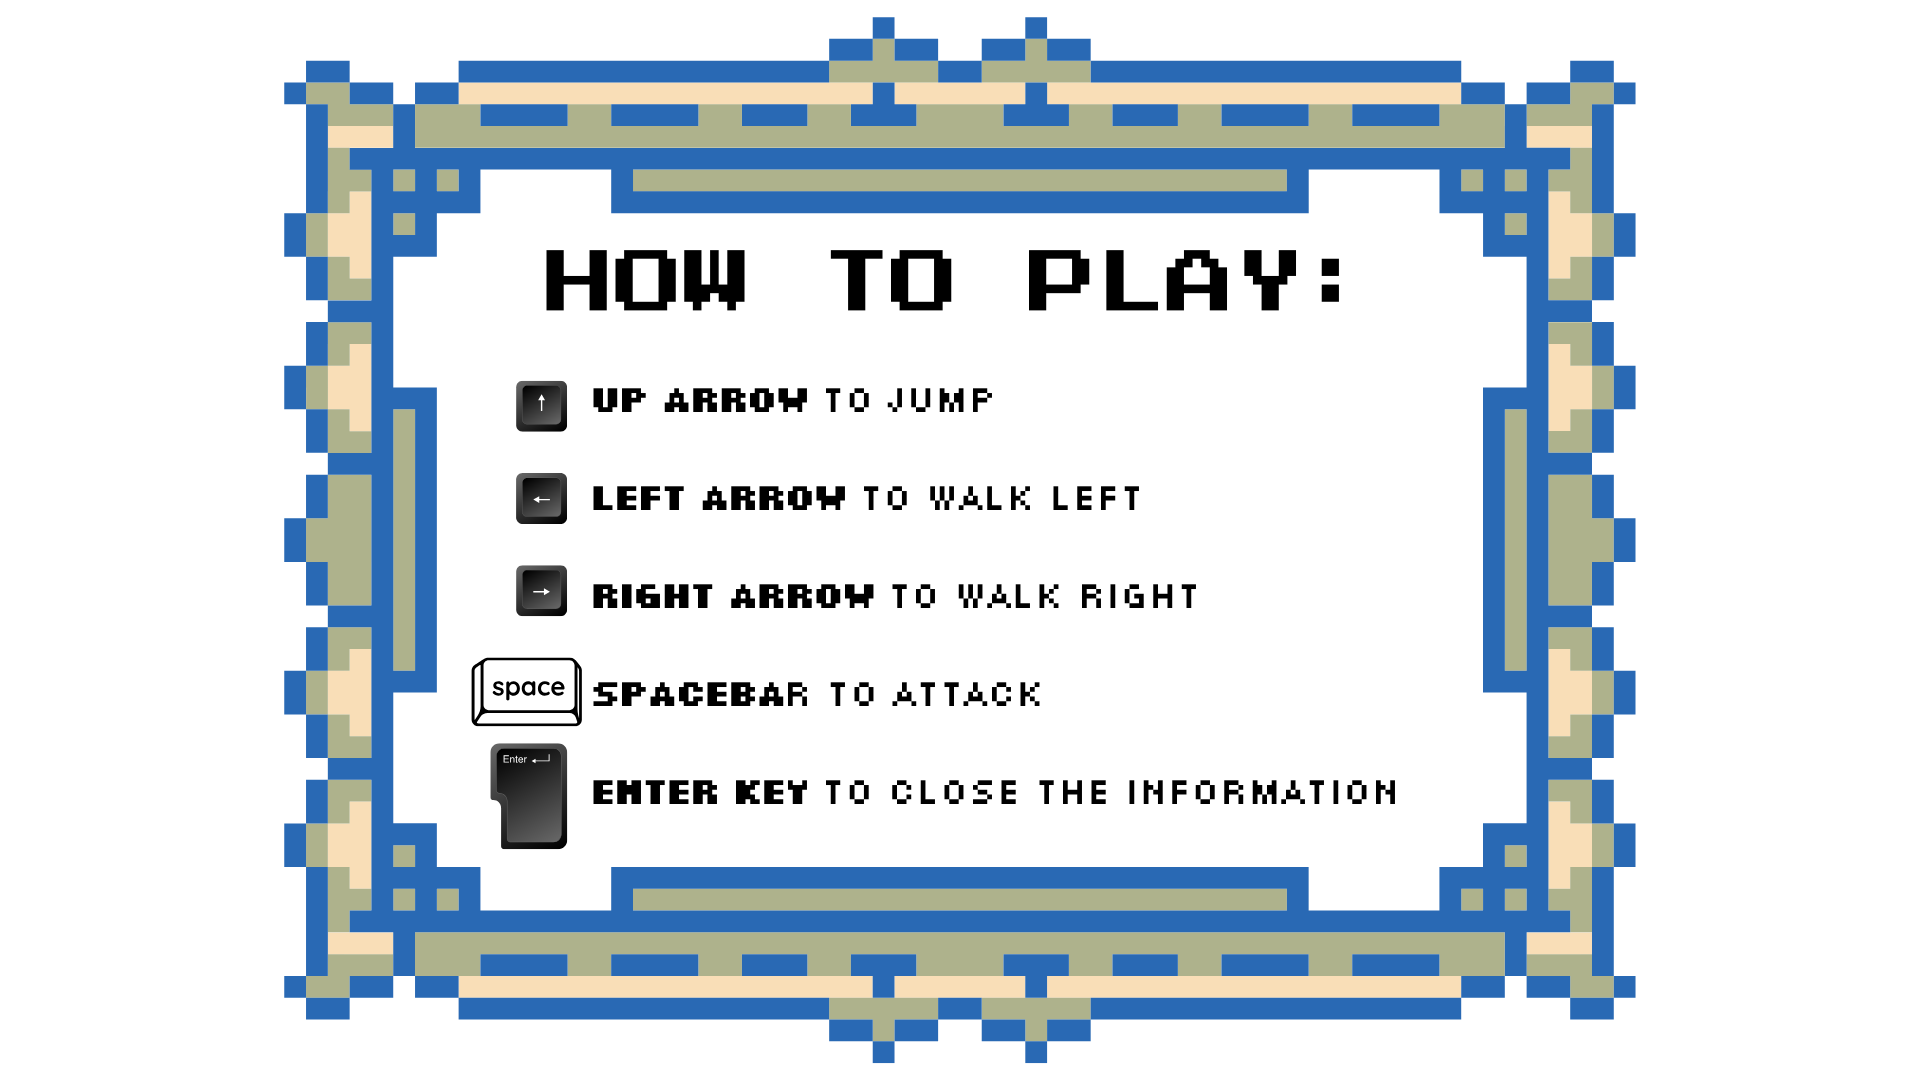 HOW TO PLAY:
↑ UP ARROW TO JUMP
← LEFT ARROW TO WALK LEFT
→ RIGHT ARROW TO WALK RIGHT
space SPACEBAR TO ATTACK
Enter ↵ ENTER KEY TO CLOSE THE INFORMATION